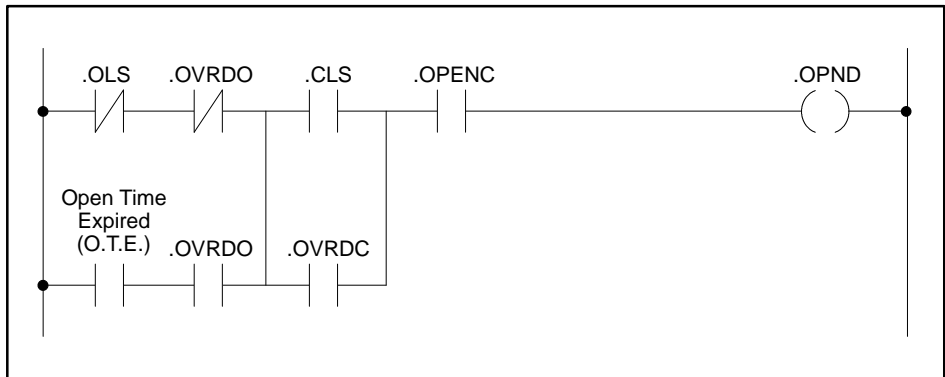 .OLS .OVRDO .CLS .OPENC .OPND
Open Time
Expired
(O.T.E.) .OVRDO .OVRDC